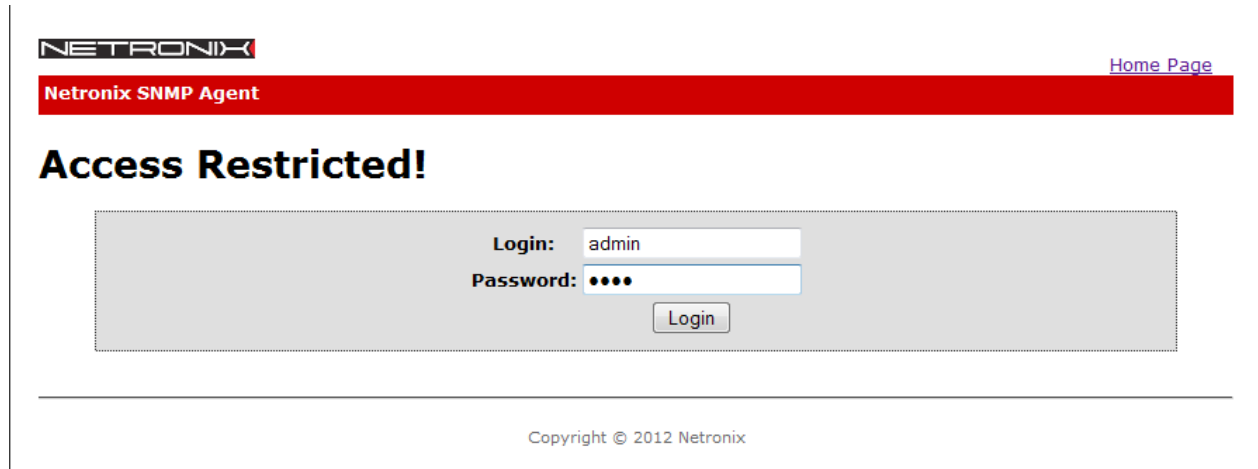 NETRONIX
Home Page
Netronix SNMP Agent
Access Restricted!
Login: admin
Password: ••••
Login
Copyright © 2012 Netronix